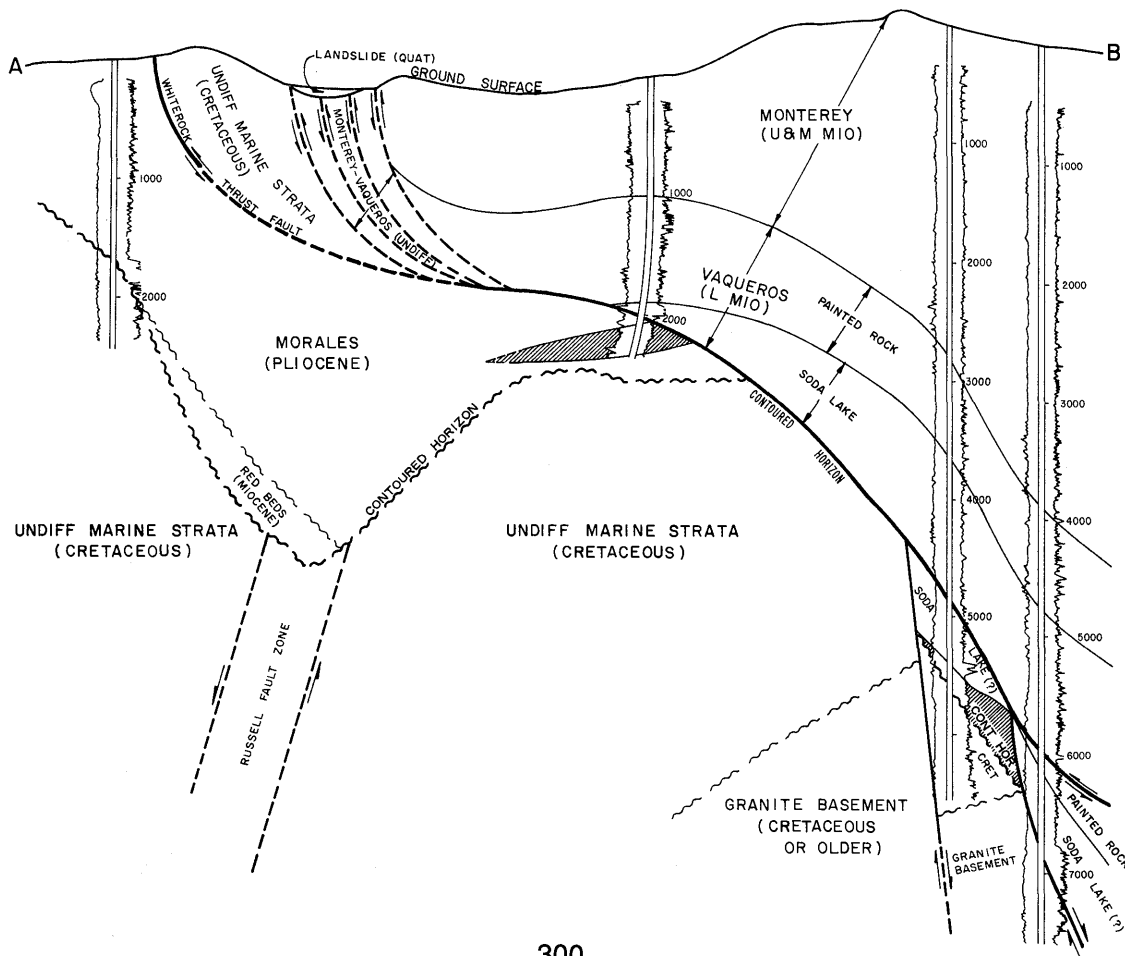 A
B
LANDSLIDE (QUAT)
GROUND SURFACE
WHITEROCK
THRUST FAULT
UNDIFF MARINE STRATA
(CRETACEOUS)
MONTEREY-VAQUEROS (UNDIFF)
MONTEREY
(U&M MIO)
VAQUEROS
(L MIO)
PAINTED ROCK
SODA LAKE
1000
2000
1000
2000
1000
2000
3000
4000
5000
1000
2000
3000
4000
5000
6000
7000
MORALES
(PLIOCENE)
CONTOURED
HORIZON
CONTOURED HORIZON
RED BEDS
(MIOCENE)
UNDIFF MARINE STRATA
(CRETACEOUS)
UNDIFF MARINE STRATA
(CRETACEOUS)
RUSSELL FAULT ZONE
SODA
LAKE (?)
CONT HOR
CRET
GRANITE BASEMENT
(CRETACEOUS
OR OLDER)
GRANITE
BASEMENT
PAINTED ROCK
SODA LAKE (?)
300